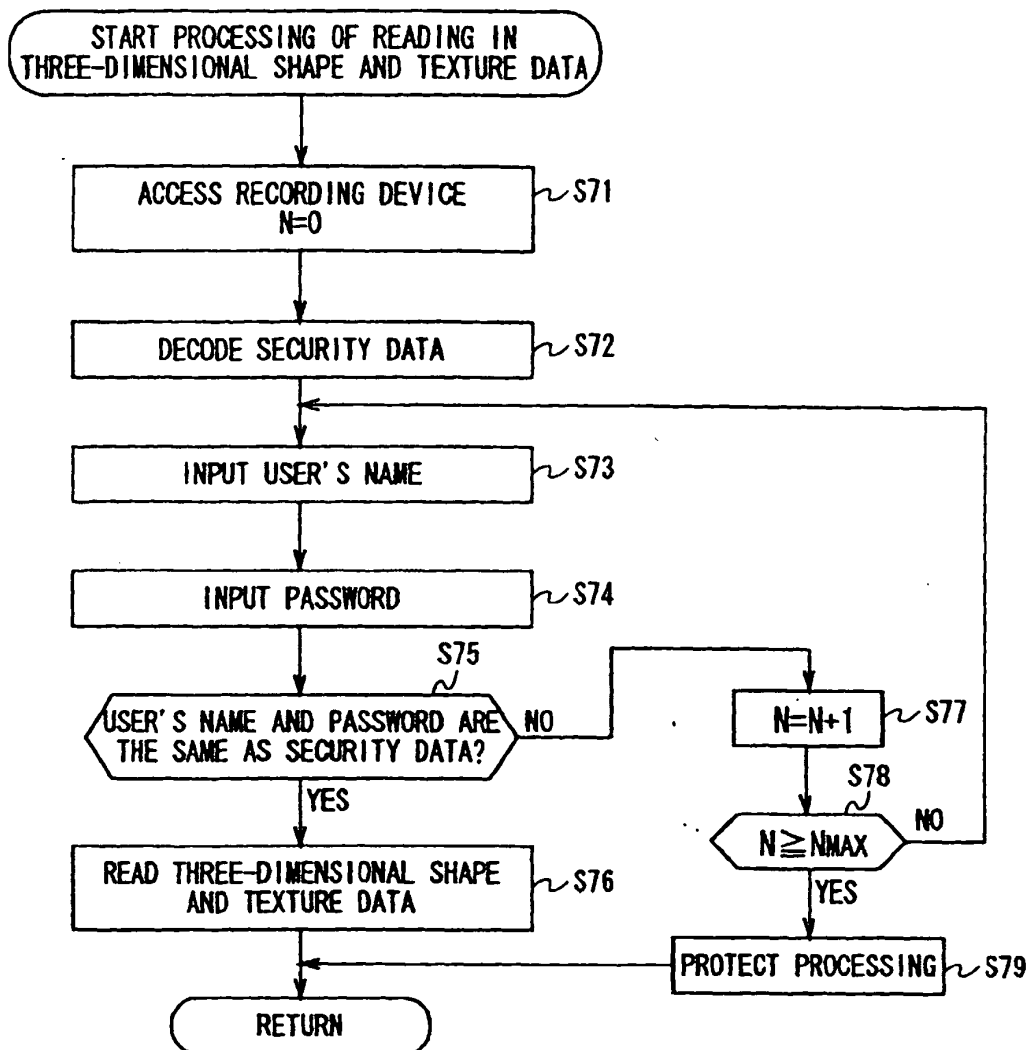 START PROCESSING OF READING IN
THREE-DIMENSIONAL SHAPE AND TEXTURE DATA
ACCESS RECORDING DEVICE
N=0
S71
DECODE SECURITY DATA
S72
INPUT USER'S NAME
S73
INPUT PASSWORD
S74
S75
USER'S NAME AND PASSWORD ARE
THE SAME AS SECURITY DATA?
NO
YES
N=N+1
S77
S78
N≧NMAX
NO
YES
READ THREE-DIMENSIONAL SHAPE
AND TEXTURE DATA
S76
PROTECT PROCESSING
S79
RETURN